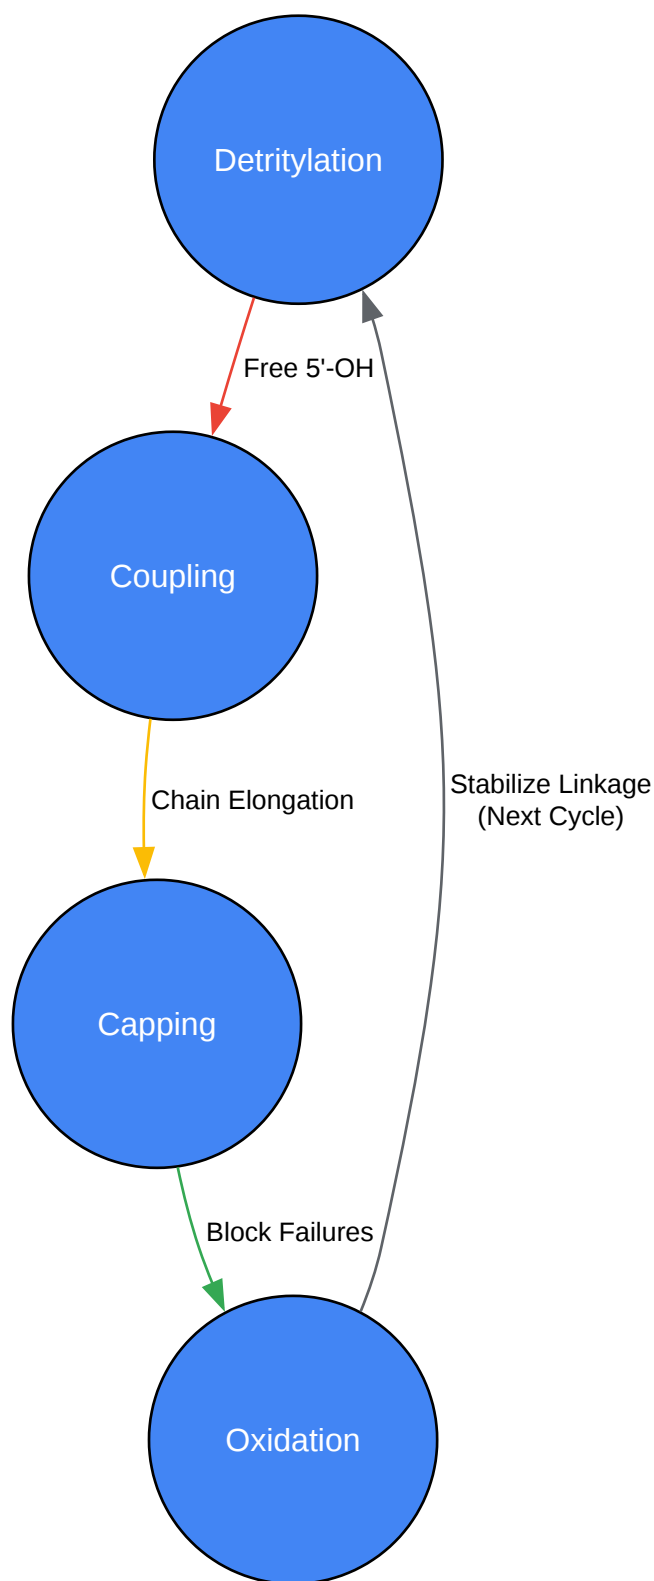 Detritylation
Free 5'-OH
Coupling
Stabilize Linkage
(Next Cycle)
Chain Elongation
Capping
Block Failures
Oxidation